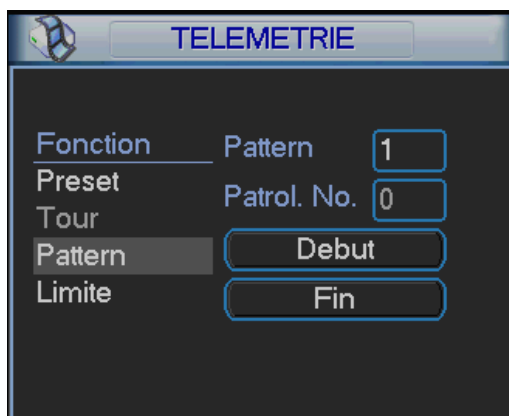 TELEMETRIE
Fonction
Preset
Tour
Pattern
Limite
Pattern 1
Patrol. No. 0
Debut
Fin